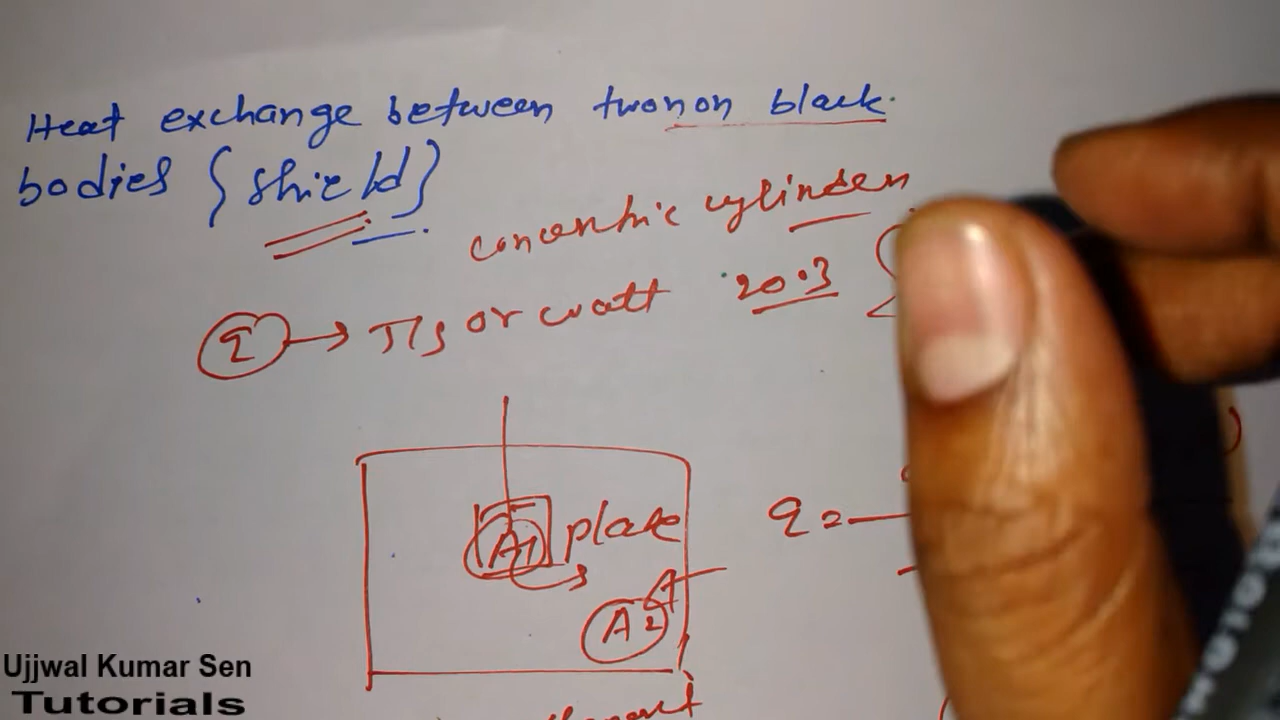 Heat exchange between two non black
bodies {shield}
concentric cylinder
q → J/s or watt 20.3
A1 plate
q =
A2
Ujjwal Kumar Sen
Tutorials